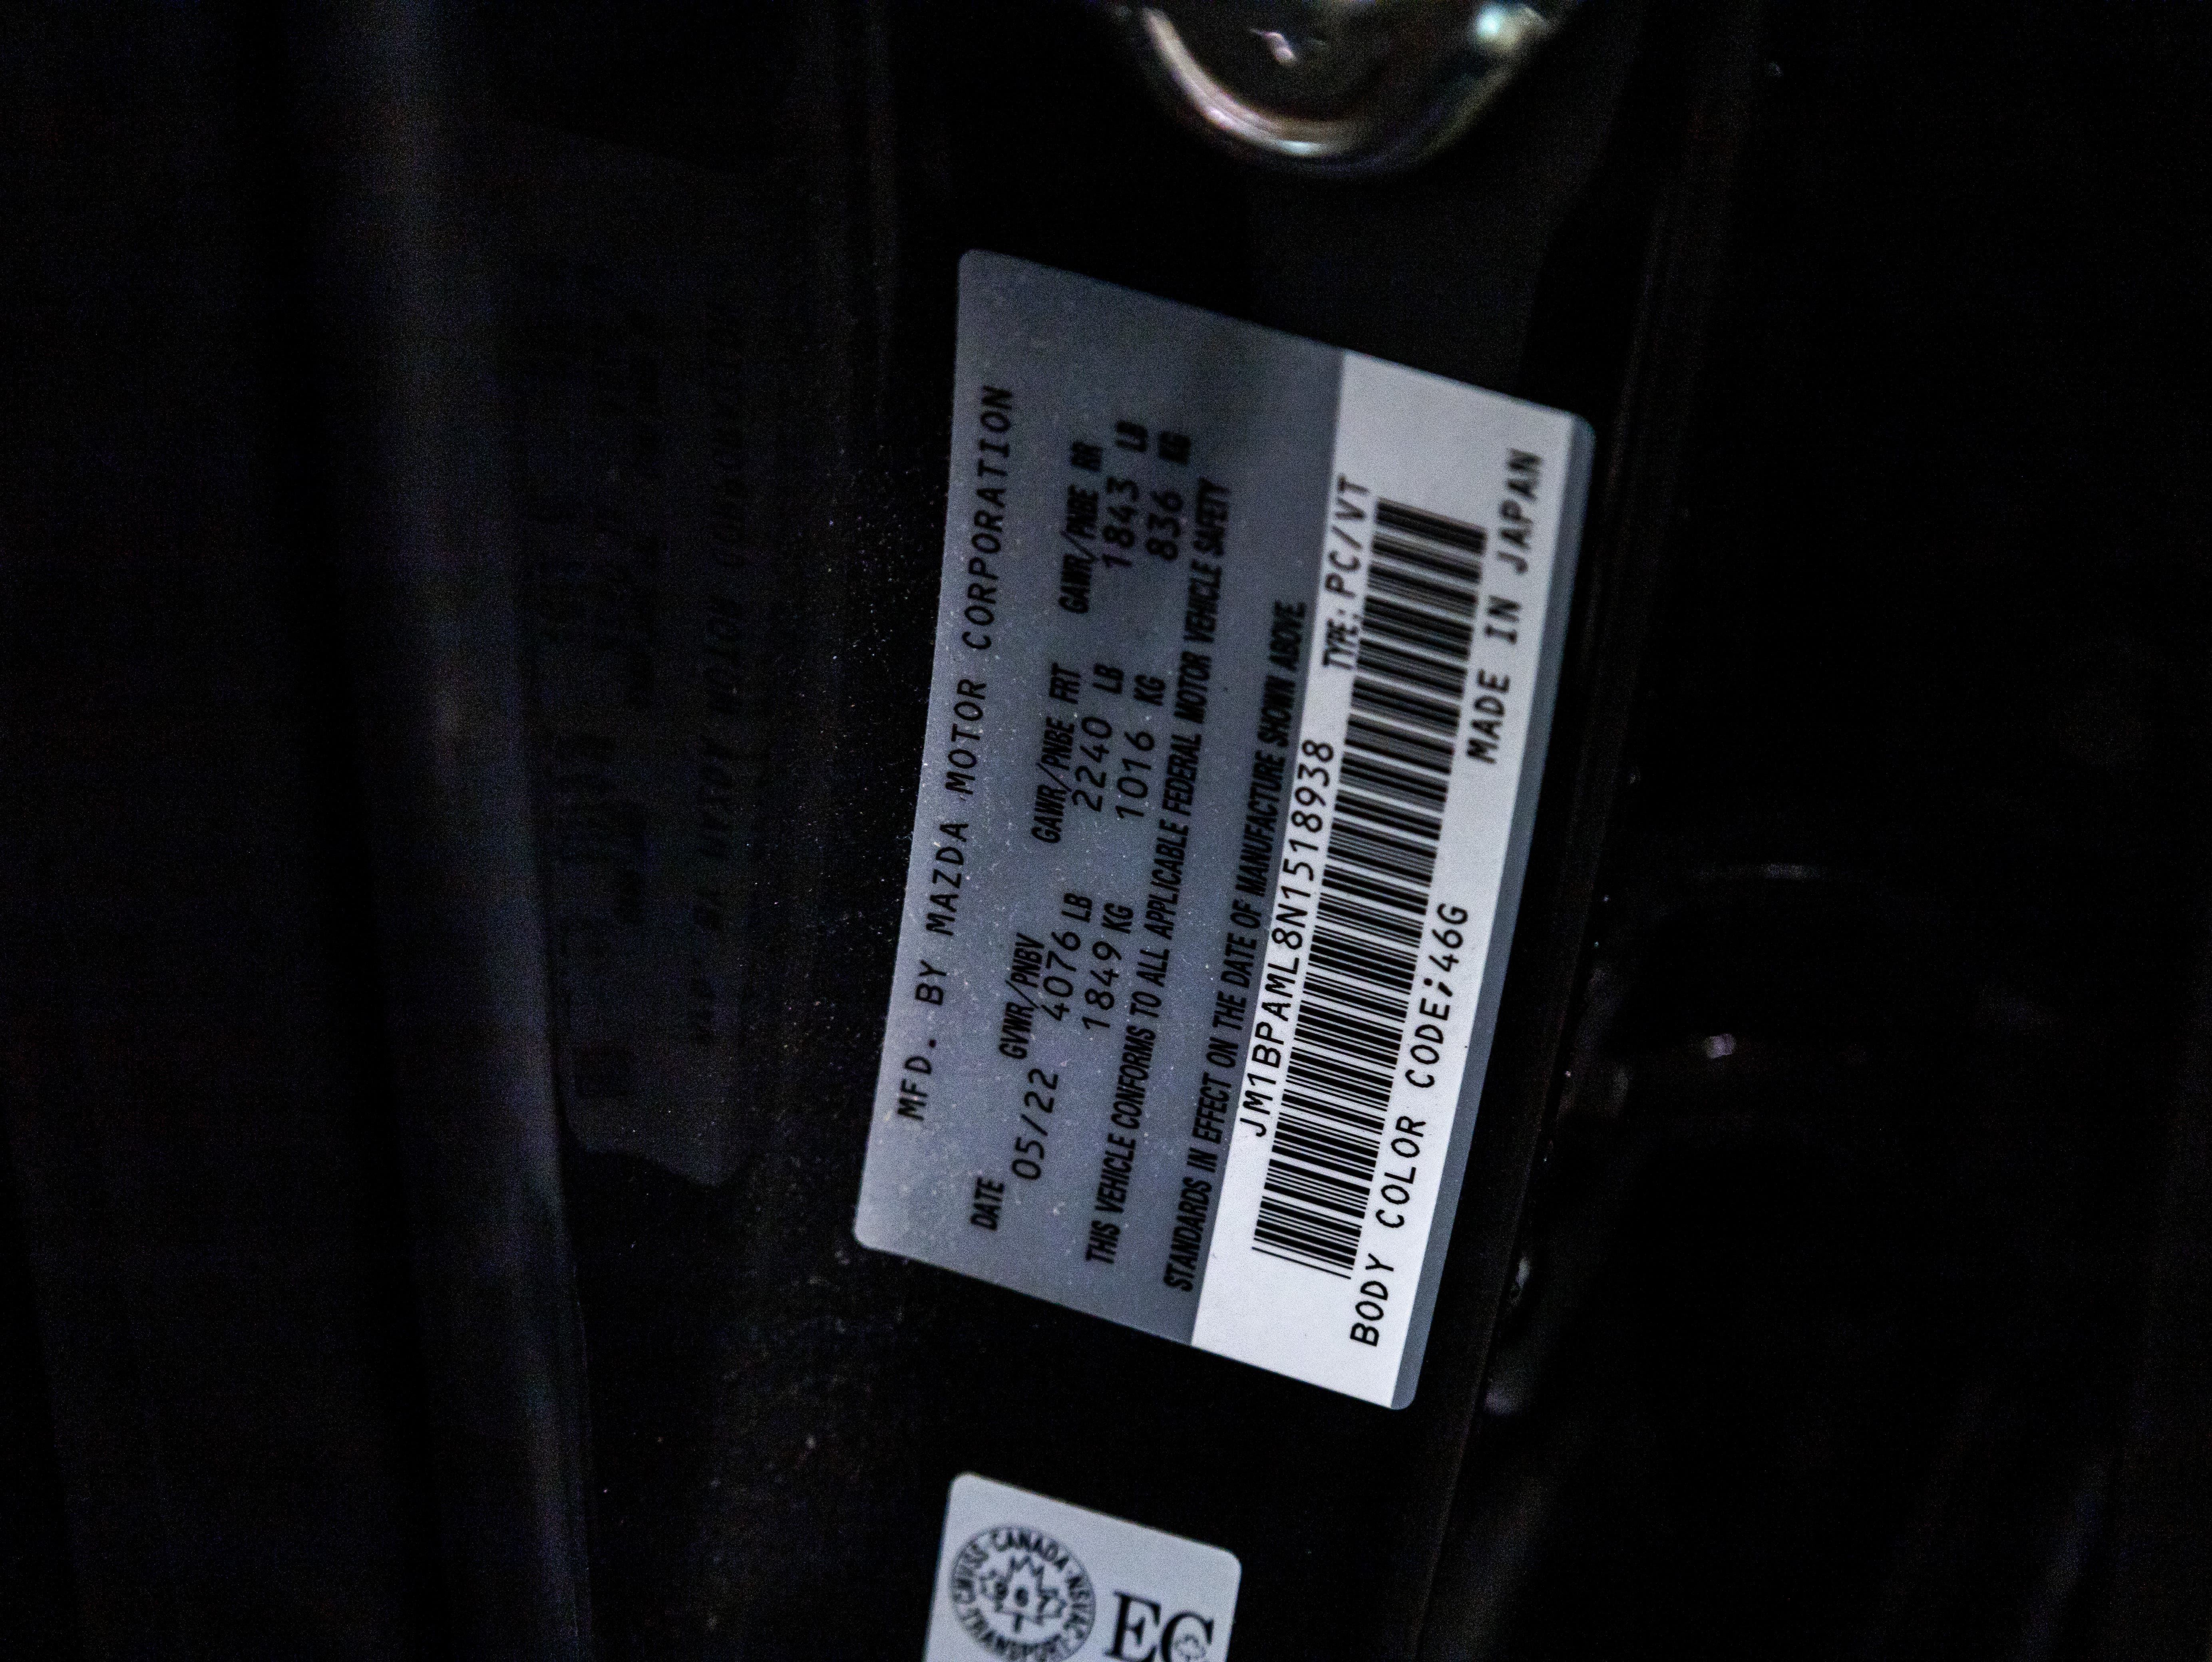 MFD. BY MAZDA MOTOR CORPORATION
DATE GVWR/PNBV GAWR/PNBE FRT GAWR/PNBE RR
05/22 4076 LB 2240 LB 1843 LB
1849 KG 1016 KG 836 KG
THIS VEHICLE CONFORMS TO ALL APPLICABLE FEDERAL MOTOR VEHICLE SAFETY
STANDARDS IN EFFECT ON THE DATE OF MANUFACTURE SHOWN ABOVE.
JM1BPAML8N1518938 TYPE:PC/VT
BODY COLOR CODE;46G MADE IN JAPAN
CANADA
TRANSPORT
EC